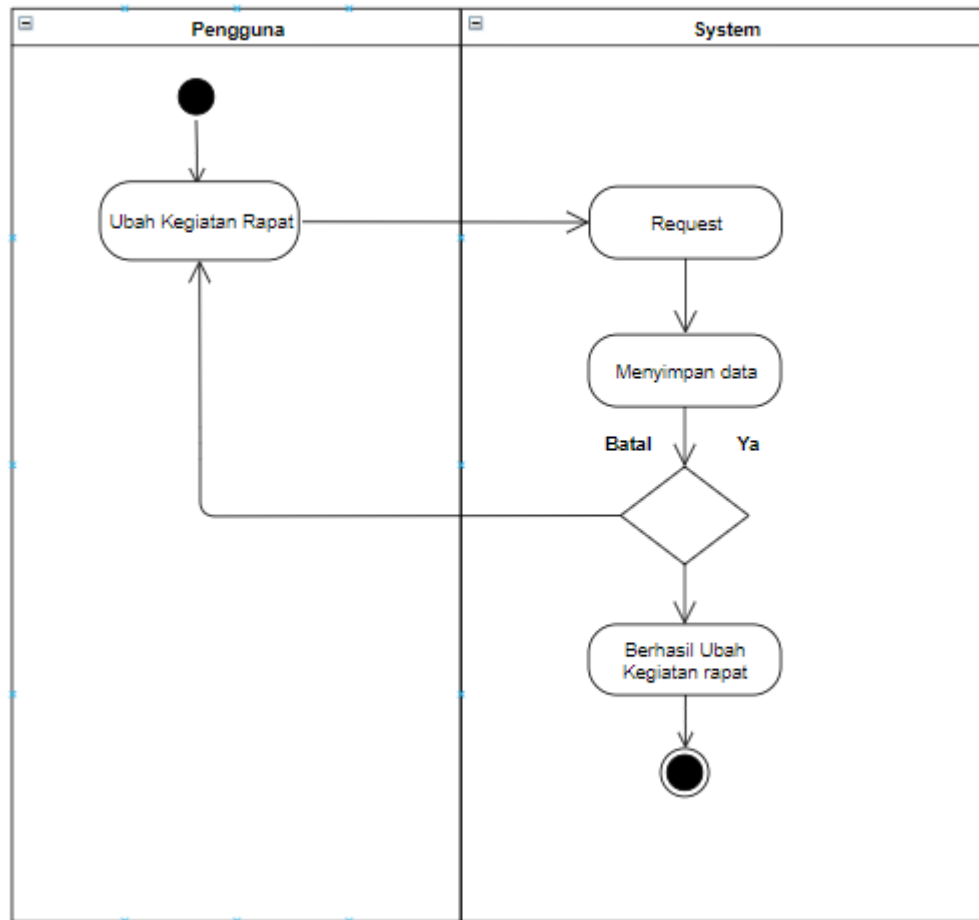 Pengguna
System
Ubah Kegiatan Rapat
Request
Menyimpan data
Batal
Ya
Berhasil Ubah
Kegiatan rapat